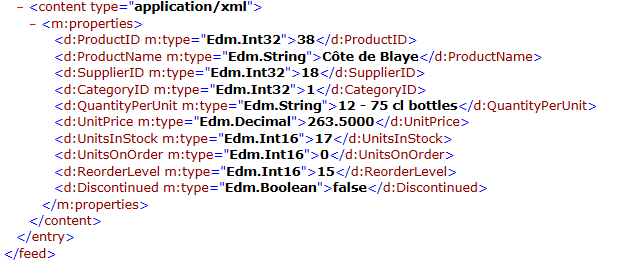 – <content type="application/xml">
– <m:properties>
<d:ProductID m:type="Edm.Int32">38</d:ProductID>
<d:ProductName m:type="Edm.String">Côte de Blaye</d:ProductName>
<d:SupplierID m:type="Edm.Int32">18</d:SupplierID>
<d:CategoryID m:type="Edm.Int32">1</d:CategoryID>
<d:QuantityPerUnit m:type="Edm.String">12 - 75 cl bottles</d:QuantityPerUnit>
<d:UnitPrice m:type="Edm.Decimal">263.5000</d:UnitPrice>
<d:UnitsInStock m:type="Edm.Int16">17</d:UnitsInStock>
<d:UnitsOnOrder m:type="Edm.Int16">0</d:UnitsOnOrder>
<d:ReorderLevel m:type="Edm.Int16">15</d:ReorderLevel>
<d:Discontinued m:type="Edm.Boolean">false</d:Discontinued>
</m:properties>
</content>
</entry>
</feed>